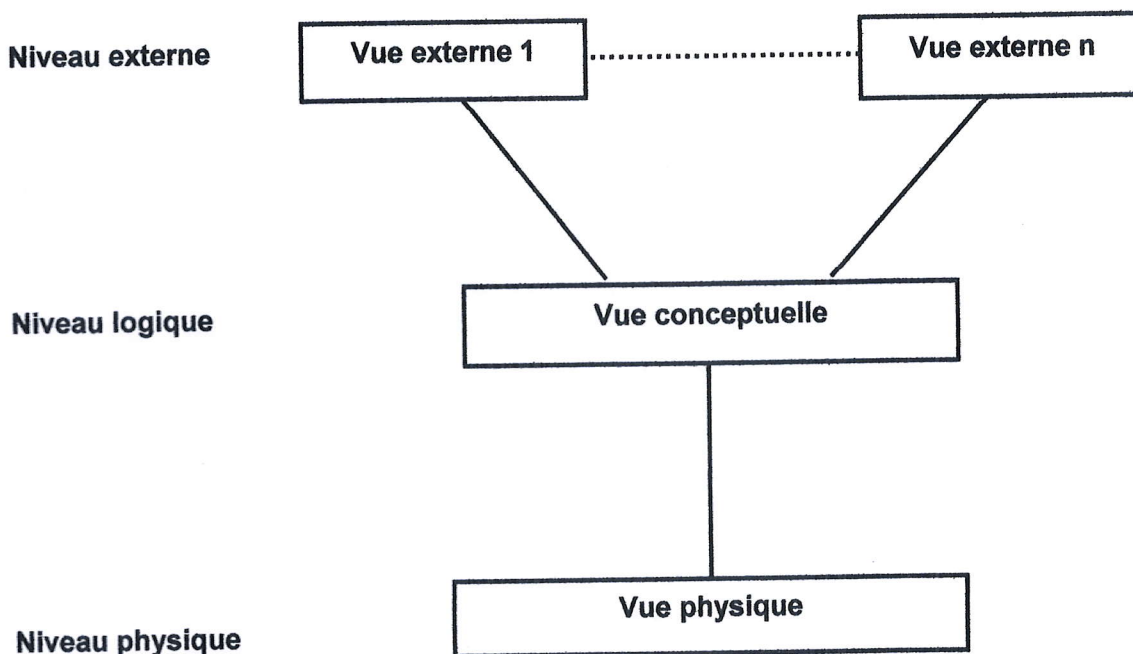 Niveau externe
Vue externe 1
Vue externe n
Niveau logique
Vue conceptuelle
Niveau physique
Vue physique